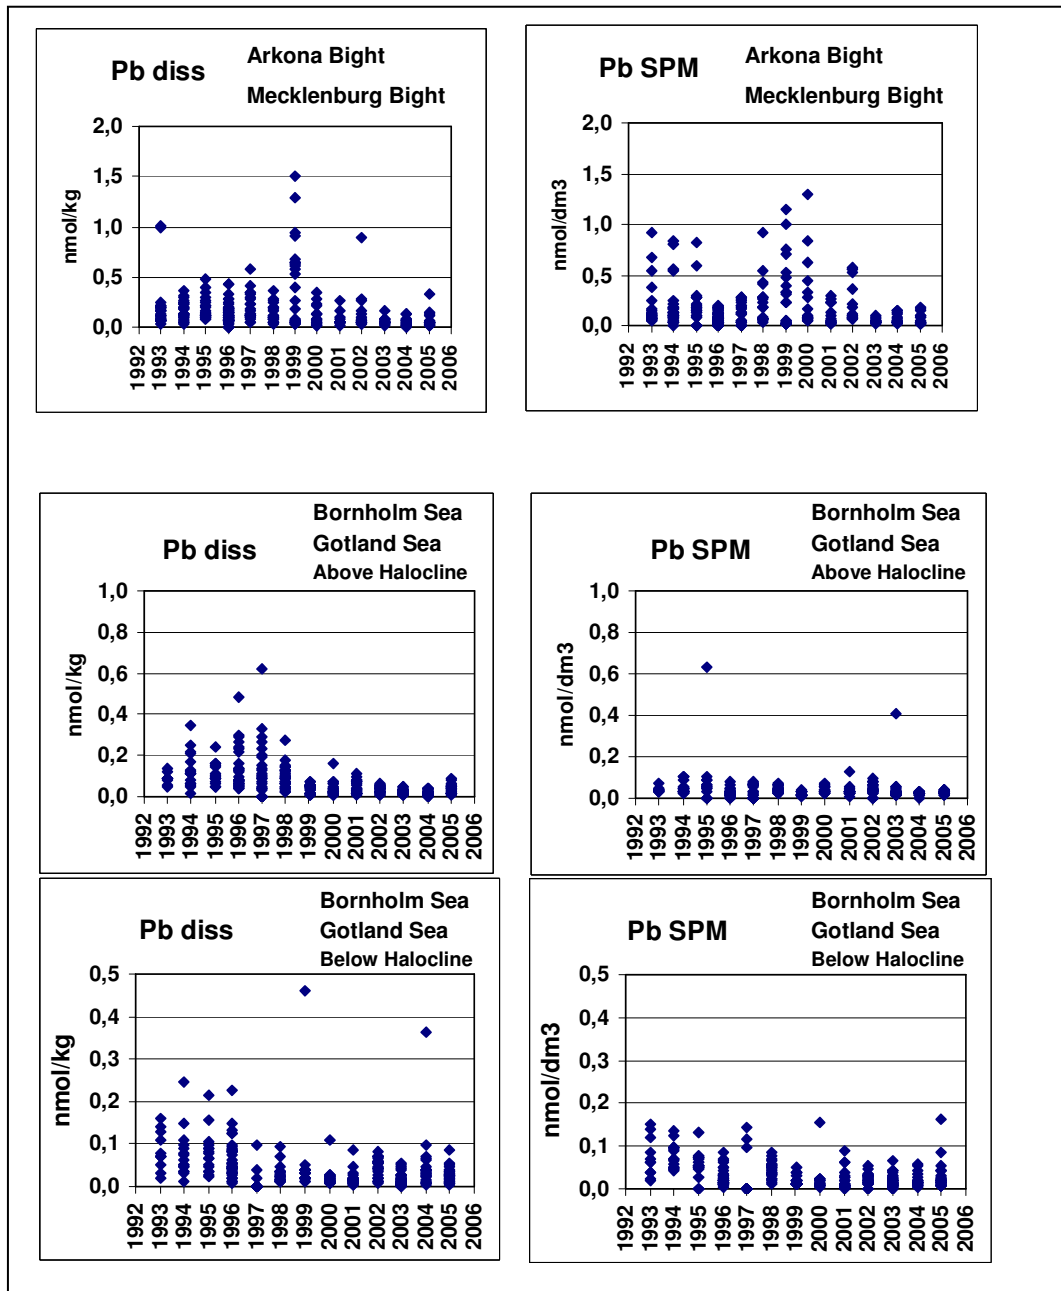 Pb diss
Arkona Bight
Mecklenburg Bight
nmol/kg
2,0
1,5
1,0
0,5
0,0
1992 1993 1994 1995 1996 1997 1998 1999 2000 2001 2002 2003 2004 2005 2006
Pb SPM
Arkona Bight
Mecklenburg Bight
nmol/dm3
2,0
1,5
1,0
0,5
0,0
1992 1993 1994 1995 1996 1997 1998 1999 2000 2001 2002 2003 2004 2005 2006
Pb diss
Bornholm Sea
Gotland Sea
Above Halocline
nmol/kg
1,0
0,8
0,6
0,4
0,2
0,0
1992 1993 1994 1995 1996 1997 1998 1999 2000 2001 2002 2003 2004 2005 2006
Pb SPM
Bornholm Sea
Gotland Sea
Above Halocline
nmol/dm3
1,0
0,8
0,6
0,4
0,2
0,0
1992 1993 1994 1995 1996 1997 1998 1999 2000 2001 2002 2003 2004 2005 2006
Pb diss
Bornholm Sea
Gotland Sea
Below Halocline
nmol/kg
0,5
0,4
0,3
0,2
0,1
0,0
1992 1993 1994 1995 1996 1997 1998 1999 2000 2001 2002 2003 2004 2005 2006
Pb SPM
Bornholm Sea
Gotland Sea
Below Halocline
nmol/dm3
0,5
0,4
0,3
0,2
0,1
0,0
1992 1993 1994 1995 1996 1997 1998 1999 2000 2001 2002 2003 2004 2005 2006